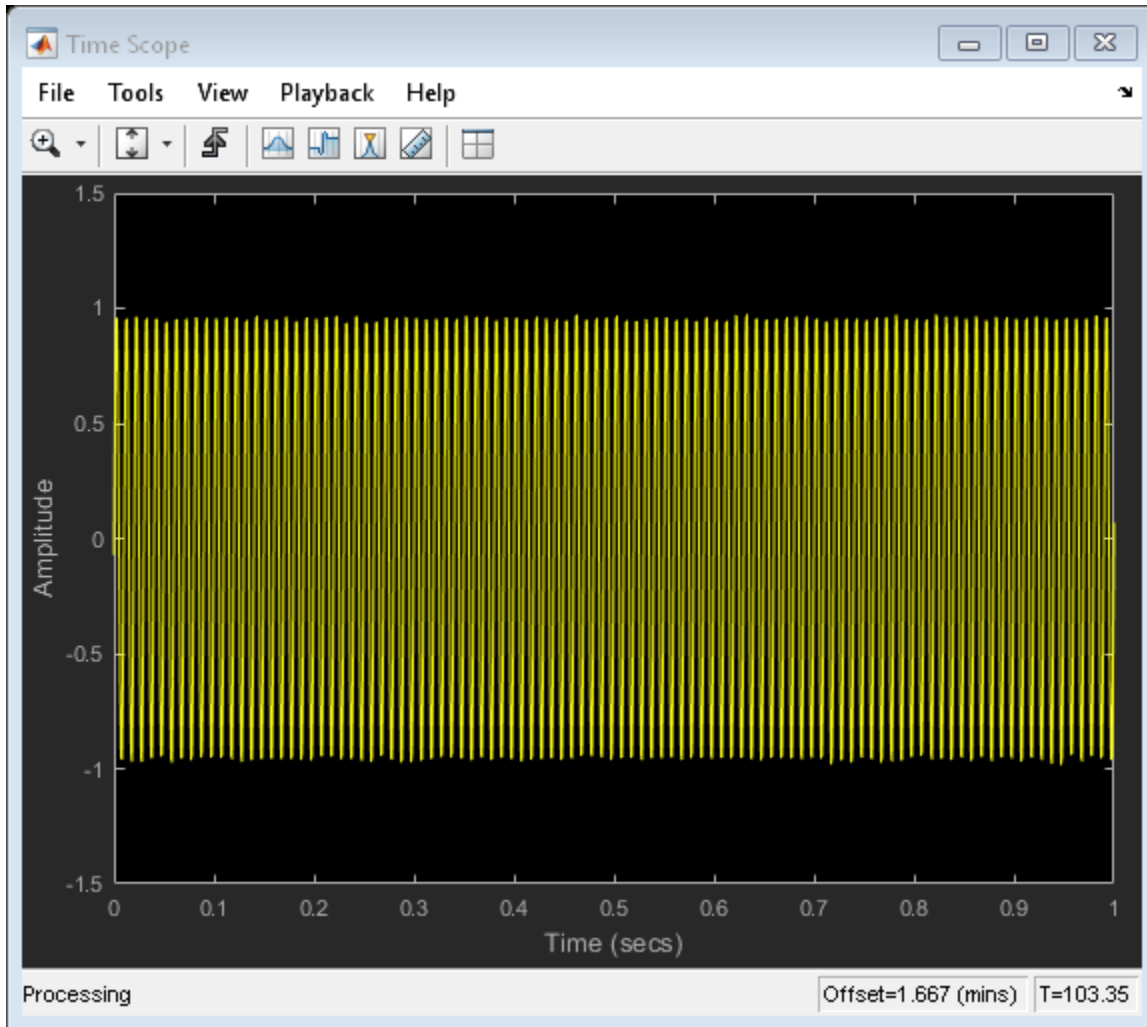 Time Scope
File Tools View Playback Help
1.5
1
0.5
0
-0.5
-1
-1.5
Amplitude
0 0.1 0.2 0.3 0.4 0.5 0.6 0.7 0.8 0.9 1
Time (secs)
Processing Offset=1.667 (mins) T=103.35